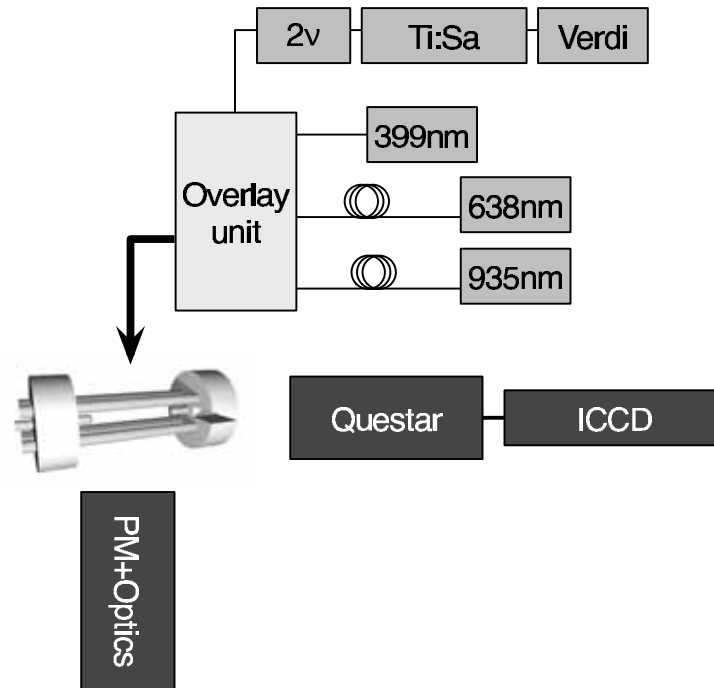 2ν
Ti:Sa
Verdi
399nm
Overlay
unit
638nm
935nm
Questar
ICCD
PM+Optics